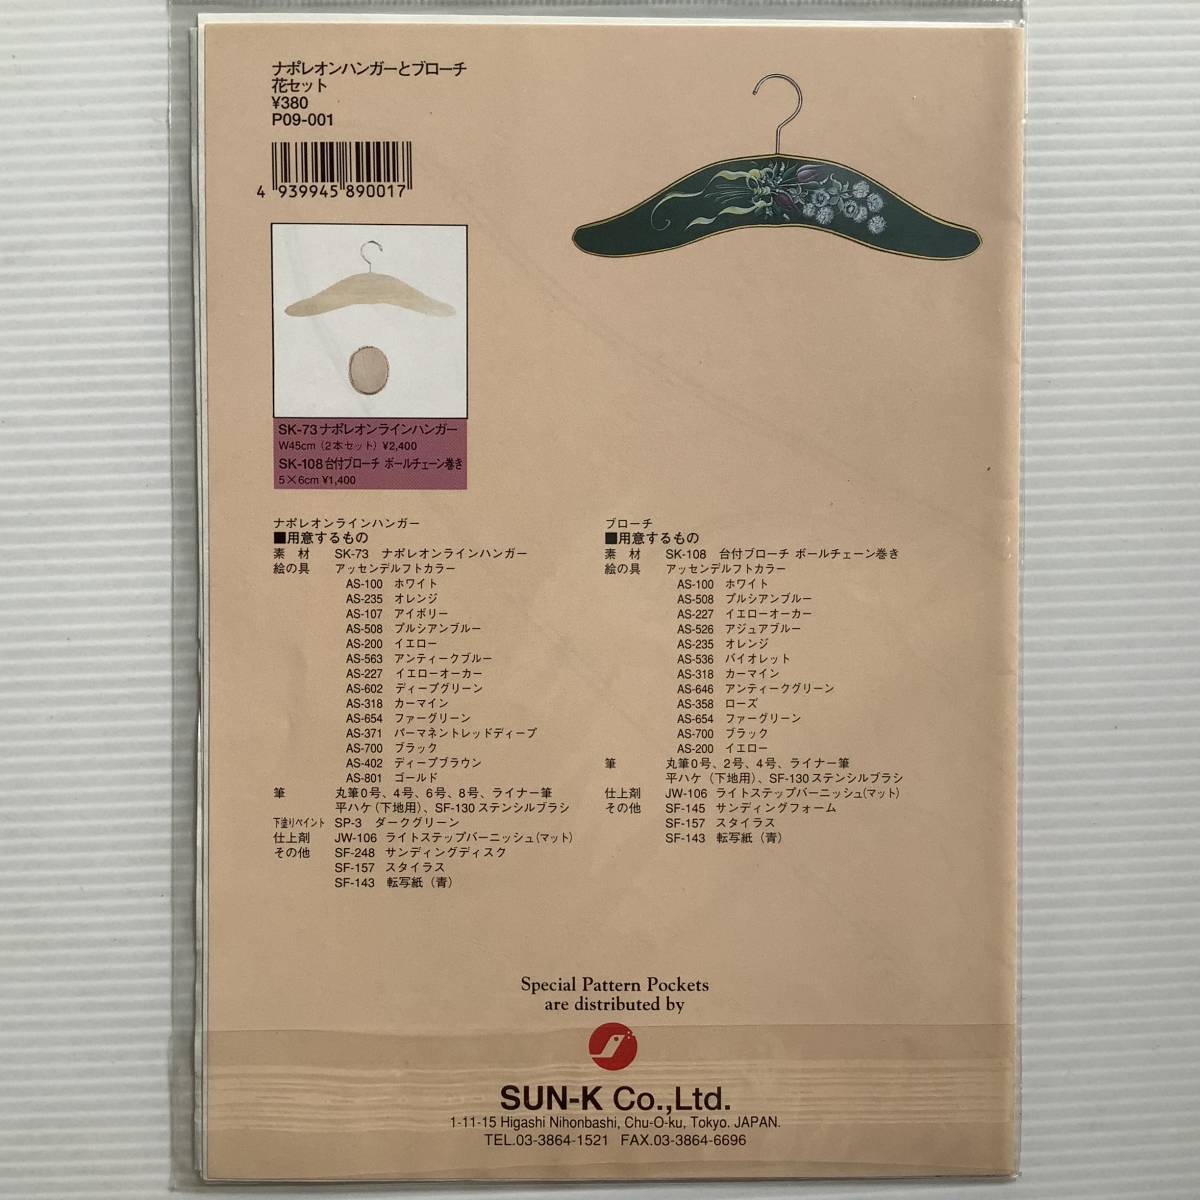 ナポレオンハンガーとブローチ
花セット
¥380
P09-001
4 939945 890017
SK-73 ナポレオンラインハンガー
W45cm（2本セット）¥2,400
SK-108 台付ブローチ ボールチェーン巻き
5×6cm ¥1,400
ナポレオンラインハンガー
■用意するもの
素　材　SK-73　ナポレオンラインハンガー
絵の具　アッセンデルフトカラー
AS-100　ホワイト
AS-235　オレンジ
AS-107　アイボリー
AS-508　プルシアンブルー
AS-200　イエロー
AS-563　アンティークブルー
AS-227　イエローオーカー
AS-602　ディープグリーン
AS-318　カーマイン
AS-654　ファーグリーン
AS-371　パーマネントレッドディープ
AS-700　ブラック
AS-402　ディープブラウン
AS-801　ゴールド
筆　丸筆0号、4号、6号、8号、ライナー筆
平ハケ（下地用）、SF-130 ステンシルブラシ
下塗りペイント　SP-3　ダークグリーン
仕上剤　JW-106　ライトステップバーニッシュ(マット)
その他　SF-248　サンディングディスク
SF-157　スタイラス
SF-143　転写紙（青）
ブローチ
■用意するもの
素　材　SK-108　台付ブローチ ボールチェーン巻き
絵の具　アッセンデルフトカラー
AS-100　ホワイト
AS-508　プルシアンブルー
AS-227　イエローオーカー
AS-526　アジュアブルー
AS-235　オレンジ
AS-536　バイオレット
AS-318　カーマイン
AS-646　アンティークグリーン
AS-358　ローズ
AS-654　ファーグリーン
AS-700　ブラック
AS-200　イエロー
筆　丸筆0号、2号、4号、ライナー筆
平ハケ（下地用）、SF-130 ステンシルブラシ
仕上剤　JW-106　ライトステップバーニッシュ(マット)
その他　SF-145　サンディングフォーム
SF-157　スタイラス
SF-143　転写紙（青）
Special Pattern Pockets
are distributed by
SUN-K Co.,Ltd.
1-11-15 Higashi Nihonbashi, Chu-O-ku, Tokyo. JAPAN.
TEL.03-3864-1521　FAX.03-3864-6696